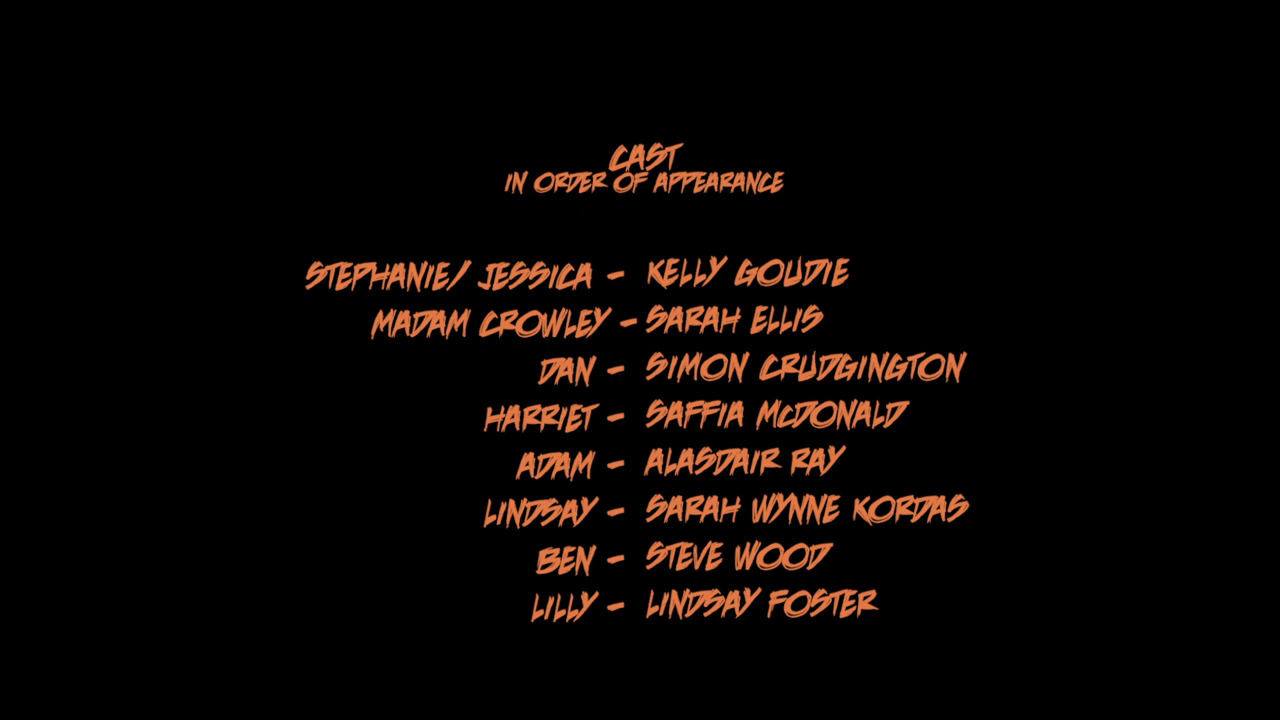 CAST
IN ORDER OF APPEARANCE
STEPHANIE/ JESSICA - KELLY GOUDIE
MADAM CROWLEY - SARAH ELLIS
DAN - SIMON CRUDGINGTON
HARRIET - SAFFIA McDONALD
ADAM - ALASDAIR RAY
LINDSAY - SARAH WYNNE KORDAS
BEN - STEVE WOOD
LILLY - LINDSAY FOSTER